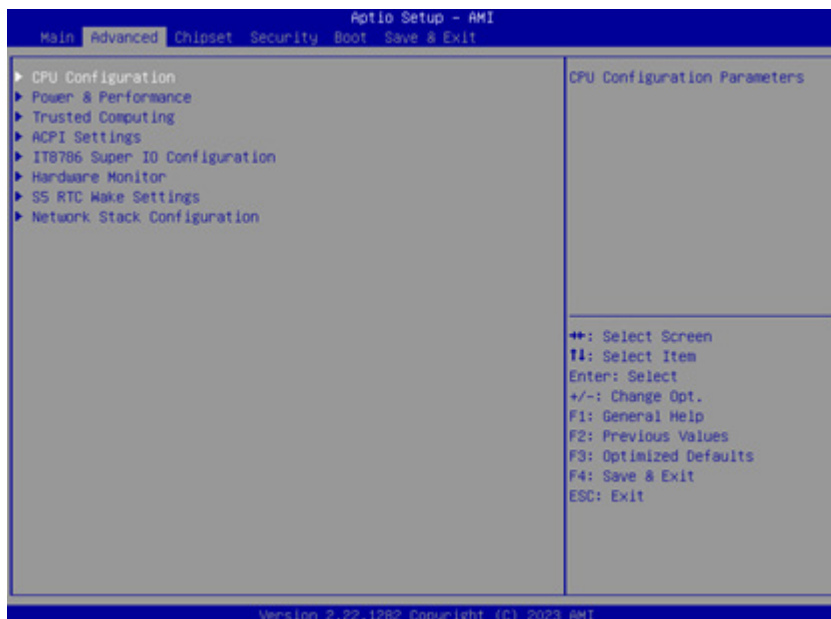 Aptio Setup - AMI
Main Advanced Chipset Security Boot Save & Exit
▶ CPU Configuration
▶ Power & Performance
▶ Trusted Computing
▶ ACPI Settings
▶ IT8786 Super IO Configuration
▶ Hardware Monitor
▶ S5 RTC Wake Settings
▶ Network Stack Configuration
CPU Configuration Parameters
→←: Select Screen
↑↓: Select Item
Enter: Select
+/-: Change Opt.
F1: General Help
F2: Previous Values
F3: Optimized Defaults
F4: Save & Exit
ESC: Exit
Version 2.22.1282 Copyright (C) 2023 AMI